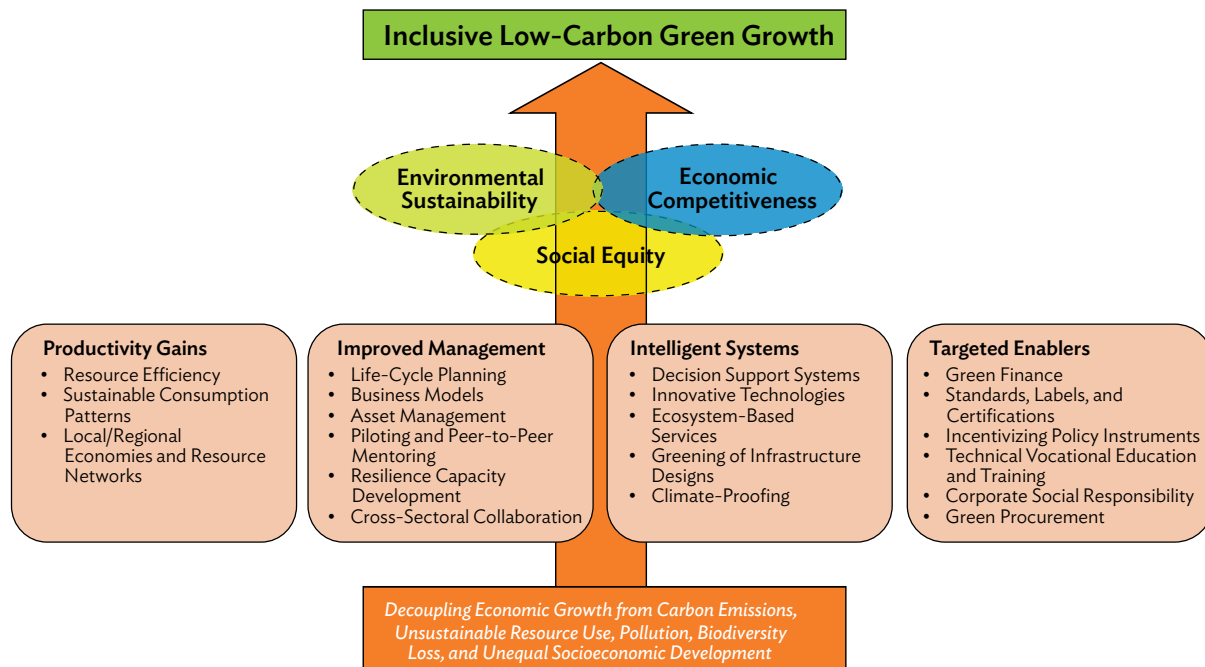 Inclusive Low-Carbon Green Growth
Environmental
Sustainability
Economic
Competitiveness
Social Equity
Productivity Gains
• Resource Efficiency
• Sustainable Consumption
Patterns
• Local/Regional
Economies and Resource
Networks
Improved Management
• Life-Cycle Planning
• Business Models
• Asset Management
• Piloting and Peer-to-Peer
Mentoring
• Resilience Capacity
Development
• Cross-Sectoral Collaboration
Intelligent Systems
• Decision Support Systems
• Innovative Technologies
• Ecosystem-Based
Services
• Greening of Infrastructure
Designs
• Climate-Proofing
Targeted Enablers
• Green Finance
• Standards, Labels, and
Certifications
• Incentivizing Policy Instruments
• Technical Vocational Education
and Training
• Corporate Social Responsibility
• Green Procurement
Decoupling Economic Growth from Carbon Emissions,
Unsustainable Resource Use, Pollution, Biodiversity
Loss, and Unequal Socioeconomic Development